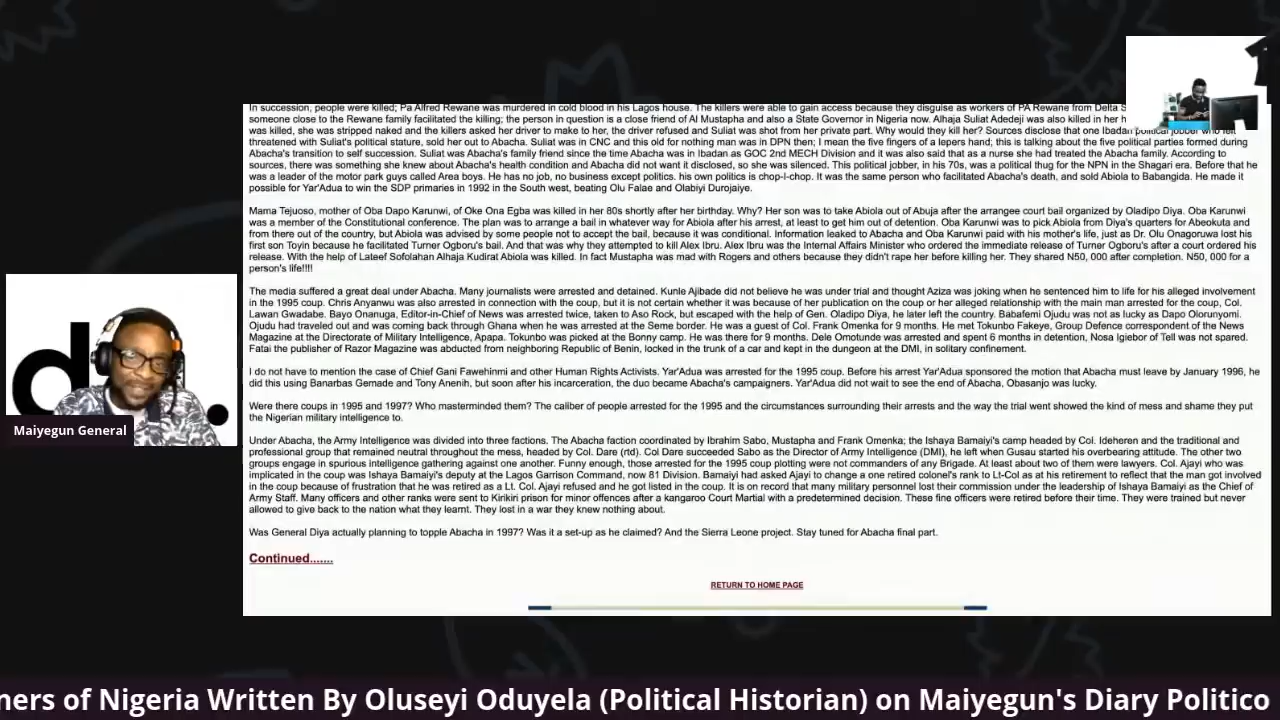 In succession, people were killed; Pa Alfred Rewane was murdered in cold blood in his Lagos house. The killers were able to gain access because they disguise as workers of PA Rewane from Delta S
someone close to the Rewane family facilitated the killing; the person in question is a close friend of Al Mustapha and also a State Governor in Nigeria now. Alhaja Suliat Adedeji was also killed in her h
was killed, she was stripped naked and the killers asked her driver to make to her, the driver refused and Suliat was shot from her private part. Why would they kill her? Sources disclose that one Ibadan political jobber who felt
threatened with Suliat's political stature, sold her out to Abacha. Suliat was in CNC and this old for nothing man was in DPN then; I mean the five fingers of a lepers hand; this is talking about the five political parties formed during
Abacha's transition to self succession. Suliat was Abacha's family friend since the time Abacha was in Ibadan as GOC 2ND MECH Division and it was also said that as a nurse she had treated the Abacha family. According to
sources, there was something she knew about Abacha's health condition and Abacha did not want it disclosed, so she was silenced. This political jobber, in his 70s, was a political thug for the NPN in the Shagari era. Before that he
was a leader of the motor park guys called Area boys. He has no job, no business except politics. his own politics is chop-I-chop. It was the same person who facilitated Abacha's death, and sold Abiola to Babangida. He made it
possible for Yar'Adua to win the SDP primaries in 1992 in the South west, beating Olu Falae and Olabiyi Durojaiye.
Mama Tejuoso, mother of Oba Dapo Karunwi, of Oke Ona Egba was killed in her 80s shortly after her birthday. Why? Her son was to take Abiola out of Abuja after the arrangee court bail organized by Oladipo Diya. Oba Karunwi
was a member of the Constitutional conference. The plan was to arrange a bail in whatever way for Abiola after his arrest, at least to get him out of detention. Oba Karunwi was to pick Abiola from Diya's quarters for Abeokuta and
from there out of the country, but Abiola was advised by some people not to accept the bail, because it was conditional. Information leaked to Abacha and Oba Karunwi paid with his mother's life, just as Dr. Olu Onagoruwa lost his
first son Toyin because he facilitated Turner Ogboru's bail. And that was why they attempted to kill Alex Ibru. Alex Ibru was the Internal Affairs Minister who ordered the immediate release of Turner Ogboru's after a court ordered his
release. With the help of Lateef Sofolahan Alhaja Kudirat Abiola was killed. In fact Mustapha was mad with Rogers and others because they didn't rape her before killing her. They shared N50, 000 after completion. N50, 000 for a
person's life!!!!
The media suffered a great deal under Abacha. Many journalists were arrested and detained. Kunle Ajibade did not believe he was under trial and thought Aziza was joking when he sentenced him to life for his alleged involvement
in the 1995 coup. Chris Anyanwu was also arrested in connection with the coup, but it is not certain whether it was because of her publication on the coup or her alleged relationship with the main man arrested for the coup, Col.
Lawan Gwadabe. Bayo Onanuga, Editor-in-Chief of News was arrested twice, taken to Aso Rock, but escaped with the help of Gen. Oladipo Diya, he later left the country. Babafemi Ojudu was not as lucky as Dapo Olorunyomi.
Ojudu had traveled out and was coming back through Ghana when he was arrested at the Seme border. He was a guest of Col. Frank Omenka for 9 months. He met Tokunbo Fakeye, Group Defence correspondent of the News
Magazine at the Directorate of Military Intelligence, Apapa. Tokunbo was picked at the Bonny camp. He was there for 9 months. Dele Omotunde was arrested and spent 6 months in detention, Nosa Igiebor of Tell was not spared.
Fatai the publisher of Razor Magazine was abducted from neighboring Republic of Benin, locked in the trunk of a car and kept in the dungeon at the DMI, in solitary confinement.
I do not have to mention the case of Chief Gani Fawehinmi and other Human Rights Activists. Yar'Adua was arrested for the 1995 coup. Before his arrest Yar'Adua sponsored the motion that Abacha must leave by January 1996, he
did this using Banarbas Gemade and Tony Anenih, but soon after his incarceration, the duo became Abacha's campaigners. Yar'Adua did not wait to see the end of Abacha, Obasanjo was lucky.
Were there coups in 1995 and 1997? Who masterminded them? The caliber of people arrested for the 1995 and the circumstances surrounding their arrests and the way the trial went showed the kind of mess and shame they put
the Nigerian military intelligence to.
Under Abacha, the Army Intelligence was divided into three factions. The Abacha faction coordinated by Ibrahim Sabo, Mustapha and Frank Omenka; the Ishaya Bamaiyi's camp headed by Col. Ideheren and the traditional and
professional group that remained neutral throughout the mess, headed by Col. Dare (rtd). Col Dare succeeded Sabo as the Director of Army Intelligence (DMI), he left when Gusau started his overbearing attitude. The other two
groups engage in spurious intelligence gathering against one another. Funny enough, those arrested for the 1995 coup plotting were not commanders of any Brigade. At least about two of them were lawyers. Col. Ajayi who was
implicated in the coup was Ishaya Bamaiyi's deputy at the Lagos Garrison Command, now 81 Division. Bamaiyi had asked Ajayi to change a one retired colonel's rank to Lt-Col as at his retirement to reflect that the man got involved
in the coup because of frustration that he was retired as a Lt. Col. Ajayi refused and he got listed in the coup. It is on record that many military personnel lost their commission under the leadership of Ishaya Bamaiyi as the Chief of
Army Staff. Many officers and other ranks were sent to Kirikiri prison for minor offences after a kangaroo Court Martial with a predetermined decision. These fine officers were retired before their time. They were trained but never
allowed to give back to the nation what they learnt. They lost in a war they knew nothing about.
Was General Diya actually planning to topple Abacha in 1997? Was it a set-up as he claimed? And the Sierra Leone project. Stay tuned for Abacha final part.
Continued.......
RETURN TO HOME PAGE
d.
Maiyegun General
ners of Nigeria Written By Oluseyi Oduyela (Political Historian) on Maiyegun's Diary Politico